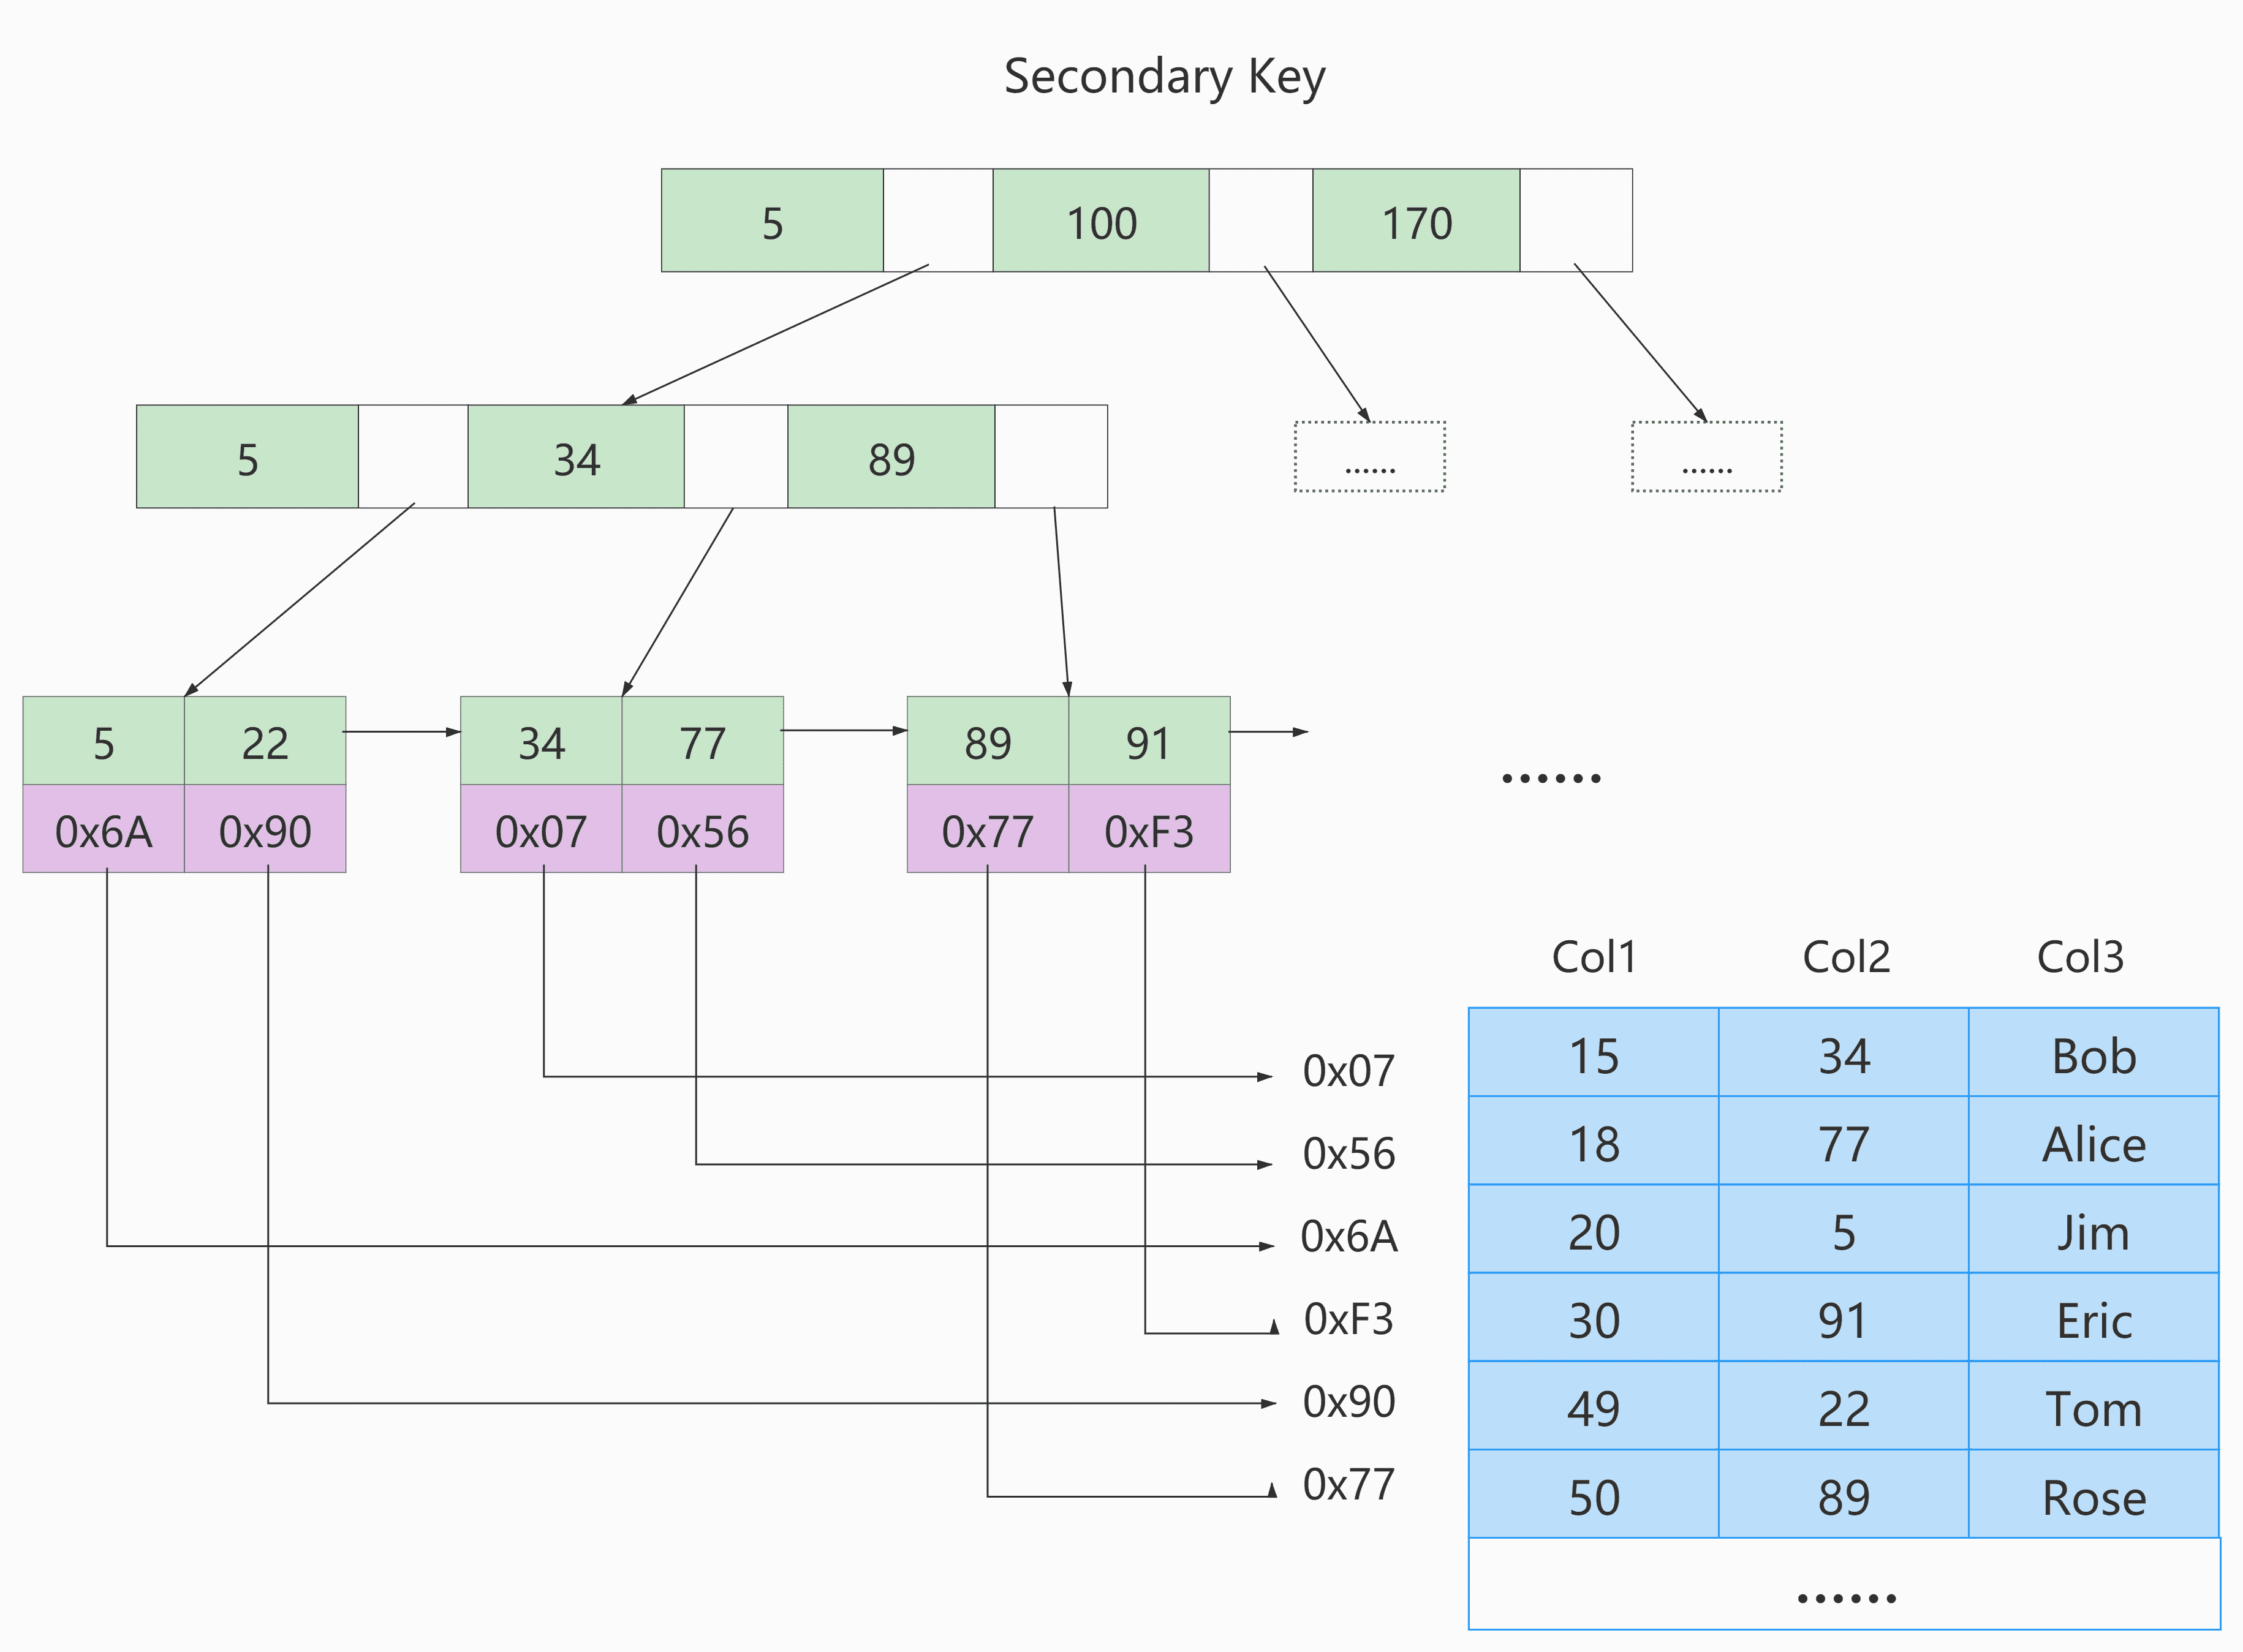 Secondary Key
5 100 170
5 34 89
...... ......
5 22 34 77 89 91
......
0x6A 0x90 0x07 0x56 0x77 0xF3
Col1 Col2 Col3
0x07 15 34 Bob
0x56 18 77 Alice
0x6A 20 5 Jim
0xF3 30 91 Eric
0x90 49 22 Tom
0x77 50 89 Rose
......